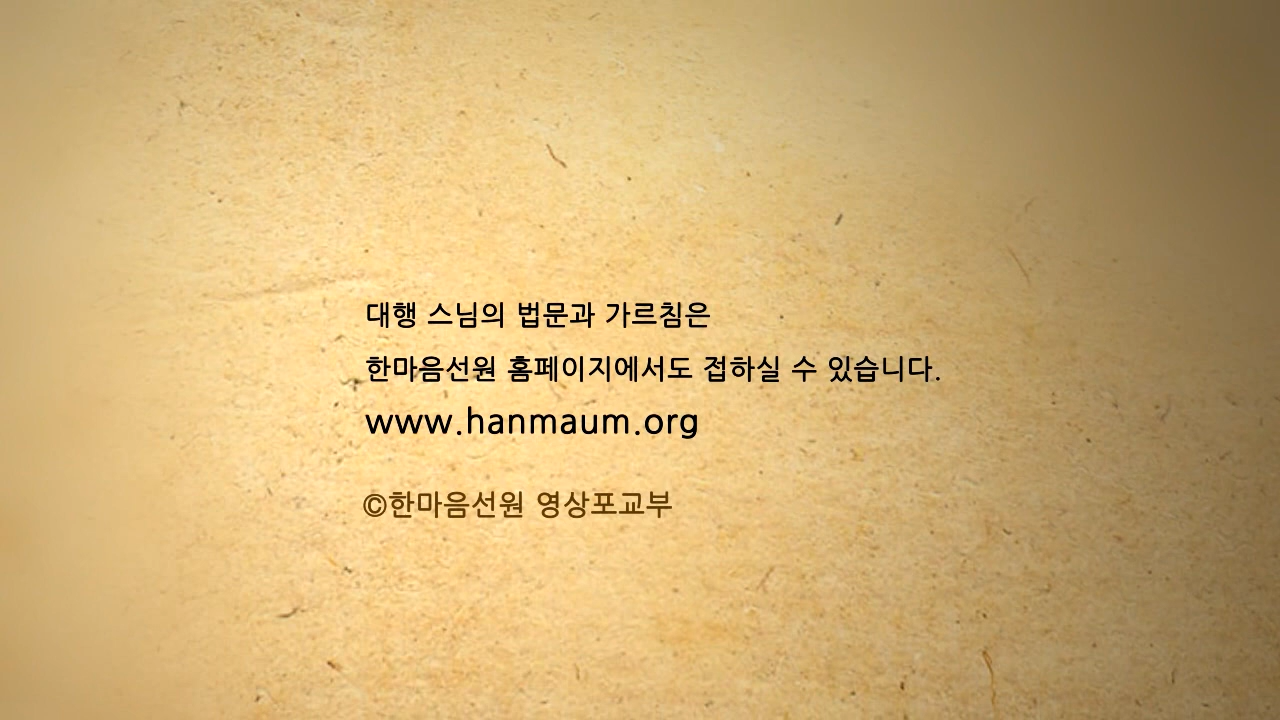 대행 스님의 법문과 가르침은
한마음선원 홈페이지에서도 접하실 수 있습니다.
www.hanmaum.org
©한마음선원 영상포교부